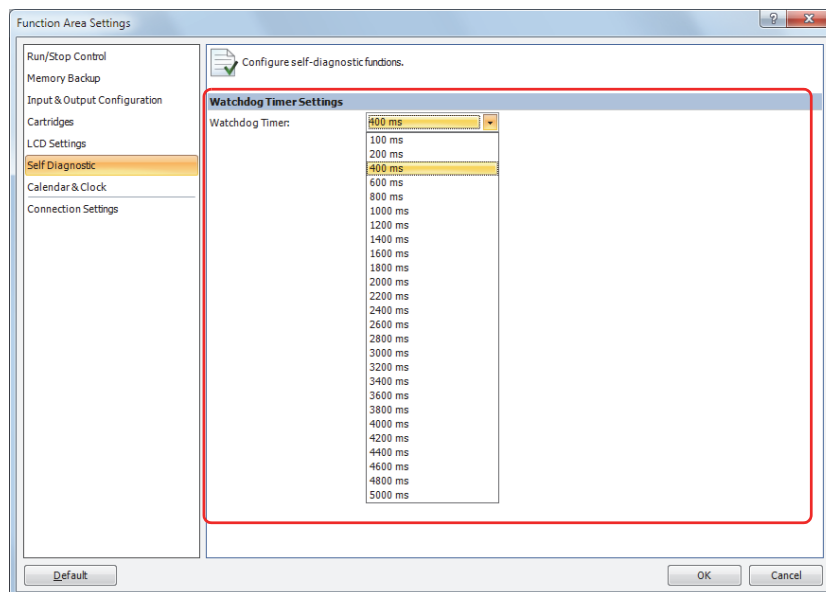 Function Area Settings
Run/Stop Control
Memory Backup
Input & Output Configuration
Cartridges
LCD Settings
Self Diagnostic
Calendar & Clock
Connection Settings
Configure self-diagnostic functions.
Watchdog Timer Settings
Watchdog Timer:
400 ms
100 ms
200 ms
400 ms
600 ms
800 ms
1000 ms
1200 ms
1400 ms
1600 ms
1800 ms
2000 ms
2200 ms
2400 ms
2600 ms
2800 ms
3000 ms
3200 ms
3400 ms
3600 ms
3800 ms
4000 ms
4200 ms
4400 ms
4600 ms
4800 ms
5000 ms
Default
OK
Cancel